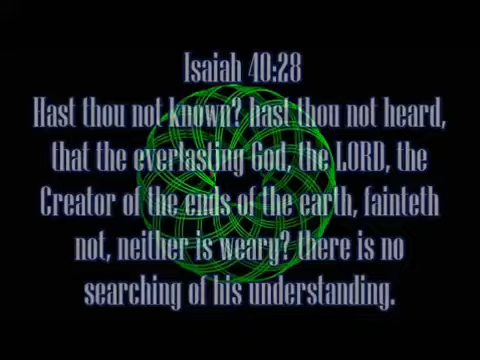 Isaiah 40:28
Hast thou not known? hast thou not heard,
that the everlasting God, the LORD, the
Creator of the ends of the earth, fainteth
not, neither is weary? there is no
searching of his understanding.